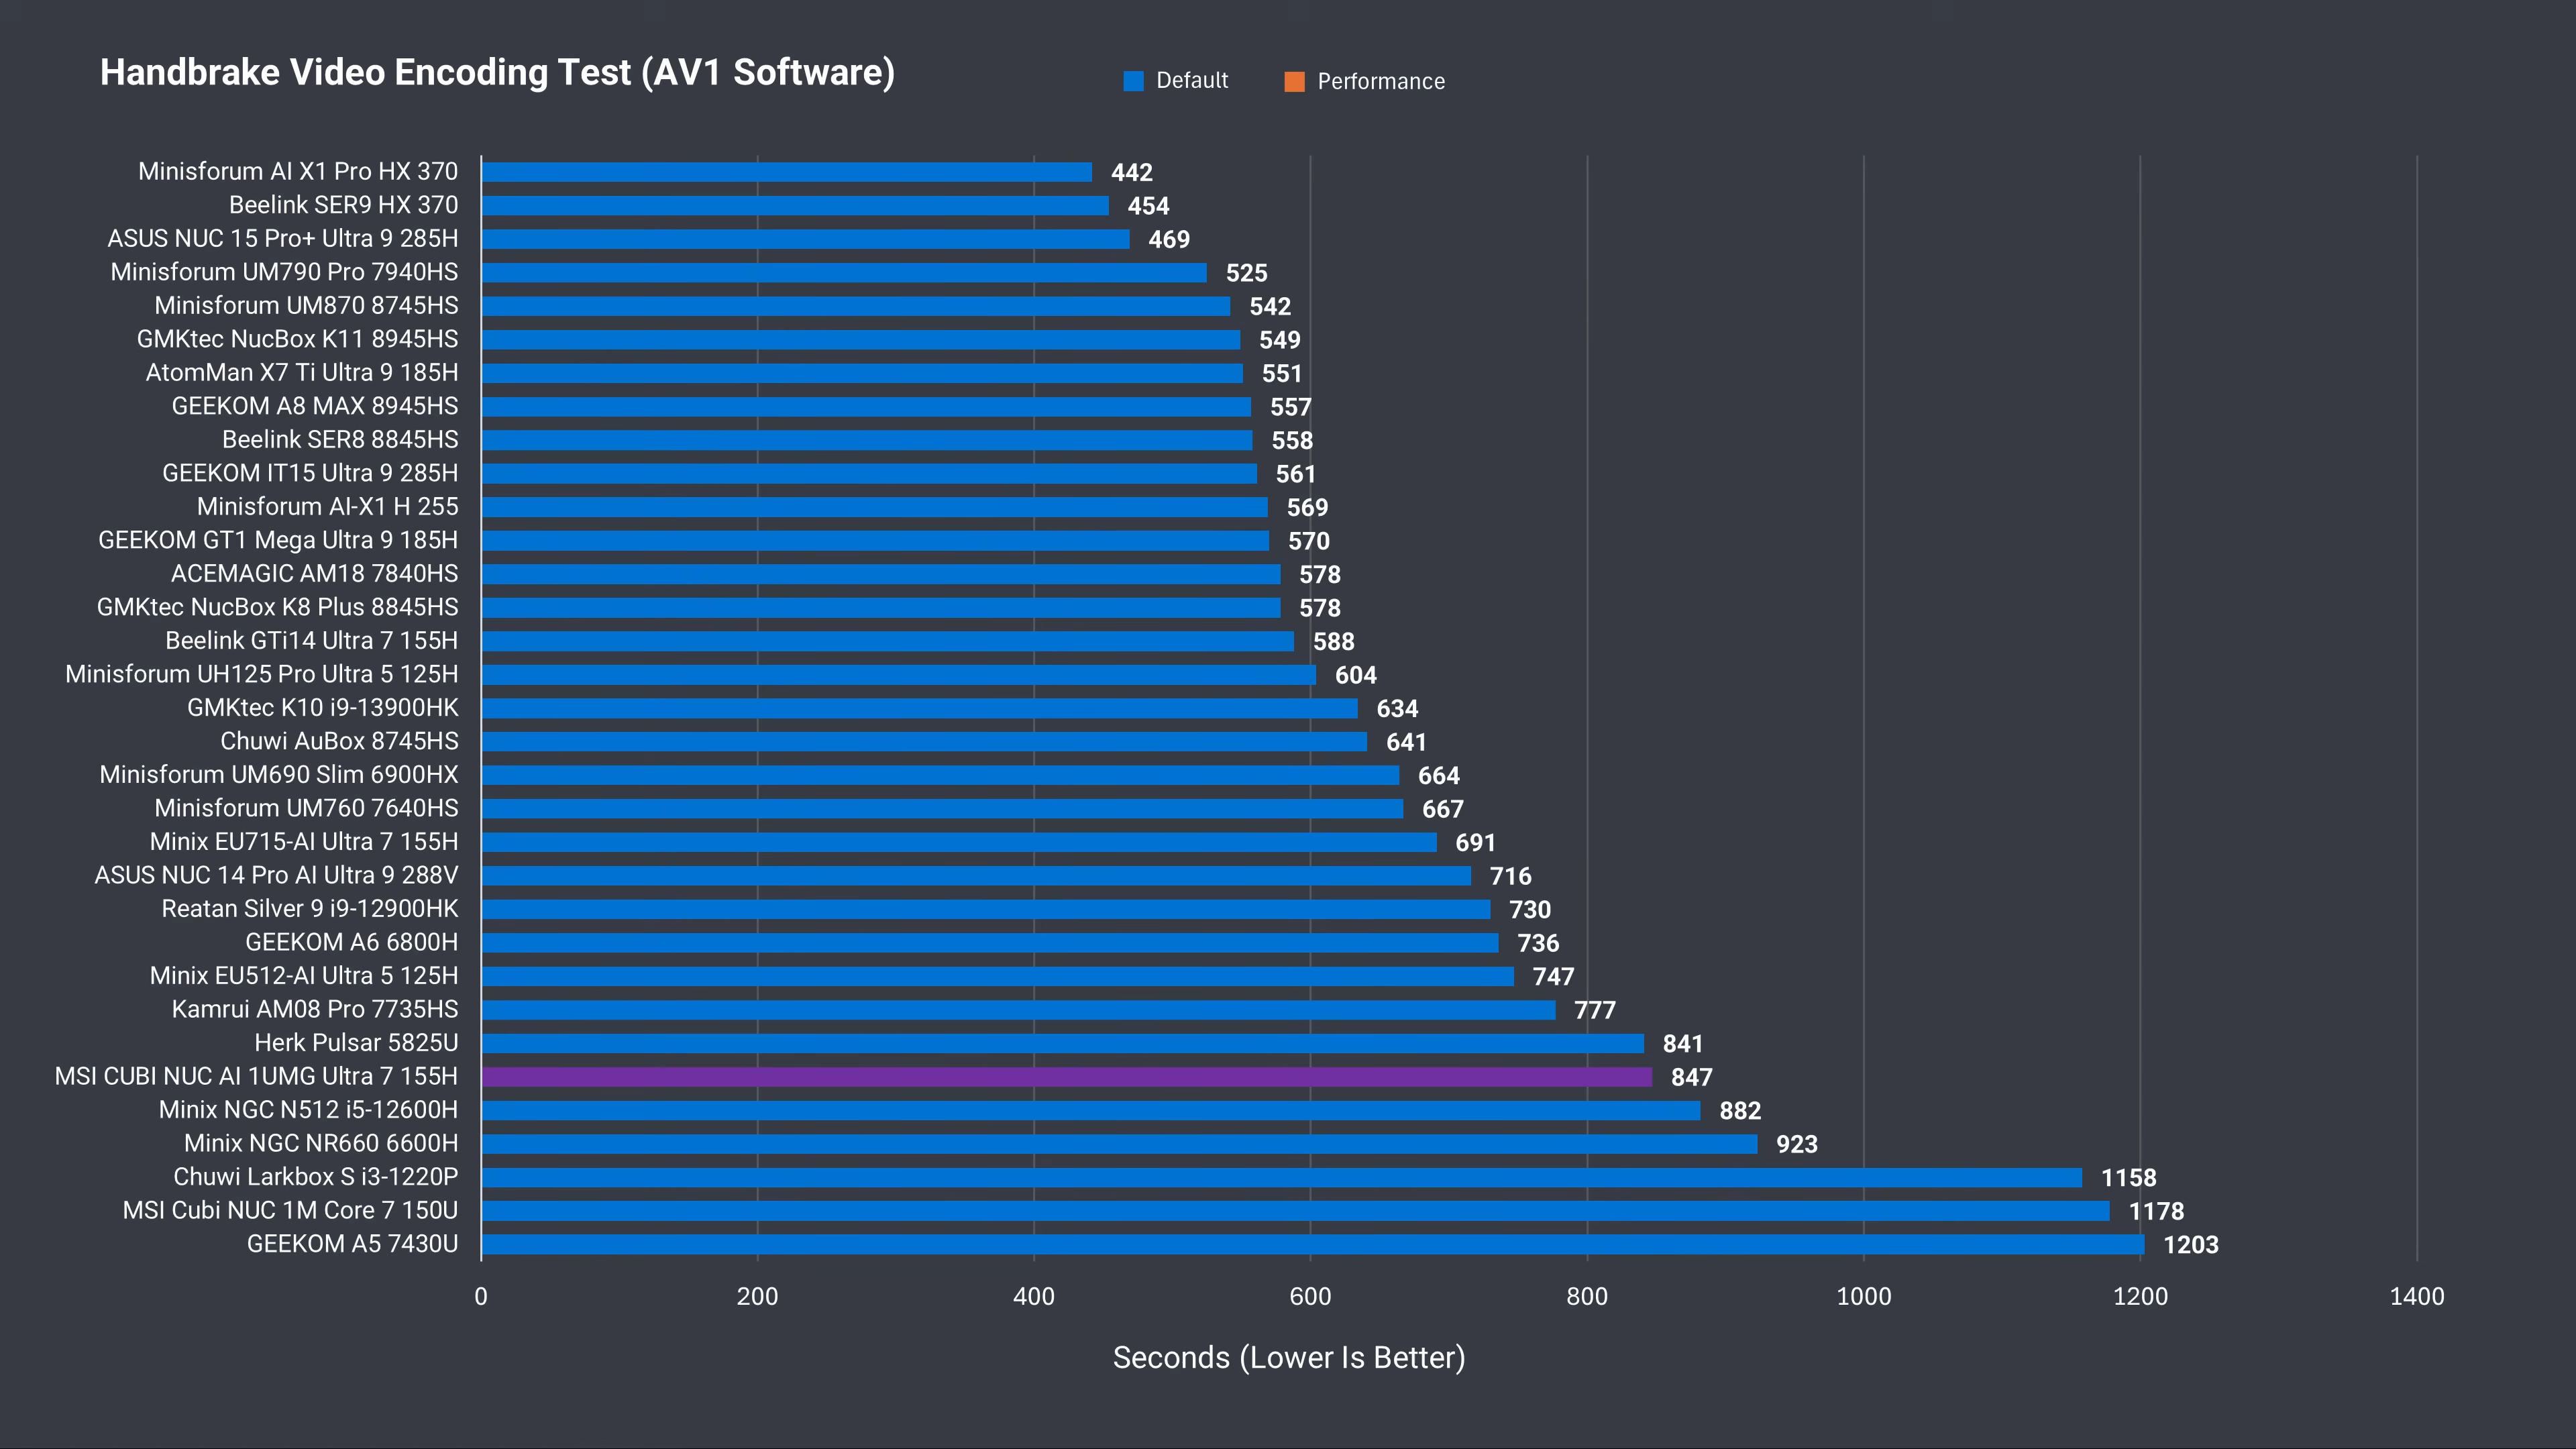 Handbrake Video Encoding Test (AV1 Software)
Default
Performance
Minisforum AI X1 Pro HX 370 442
Beelink SER9 HX 370 454
ASUS NUC 15 Pro+ Ultra 9 285H 469
Minisforum UM790 Pro 7940HS 525
Minisforum UM870 8745HS 542
GMKtec NucBox K11 8945HS 549
AtomMan X7 Ti Ultra 9 185H 551
GEEKOM A8 MAX 8945HS 557
Beelink SER8 8845HS 558
GEEKOM IT15 Ultra 9 285H 561
Minisforum AI-X1 H 255 569
GEEKOM GT1 Mega Ultra 9 185H 570
ACEMAGIC AM18 7840HS 578
GMKtec NucBox K8 Plus 8845HS 578
Beelink GTi14 Ultra 7 155H 588
Minisforum UH125 Pro Ultra 5 125H 604
GMKtec K10 i9-13900HK 634
Chuwi AuBox 8745HS 641
Minisforum UM690 Slim 6900HX 664
Minisforum UM760 7640HS 667
Minix EU715-AI Ultra 7 155H 691
ASUS NUC 14 Pro AI Ultra 9 288V 716
Reatan Silver 9 i9-12900HK 730
GEEKOM A6 6800H 736
Minix EU512-AI Ultra 5 125H 747
Kamrui AM08 Pro 7735HS 777
Herk Pulsar 5825U 841
MSI CUBI NUC AI 1UMG Ultra 7 155H 847
Minix NGC N512 i5-12600H 882
Minix NGC NR660 6600H 923
Chuwi Larkbox S i3-1220P 1158
MSI Cubi NUC 1M Core 7 150U 1178
GEEKOM A5 7430U 1203
0 200 400 600 800 1000 1200 1400
Seconds (Lower Is Better)